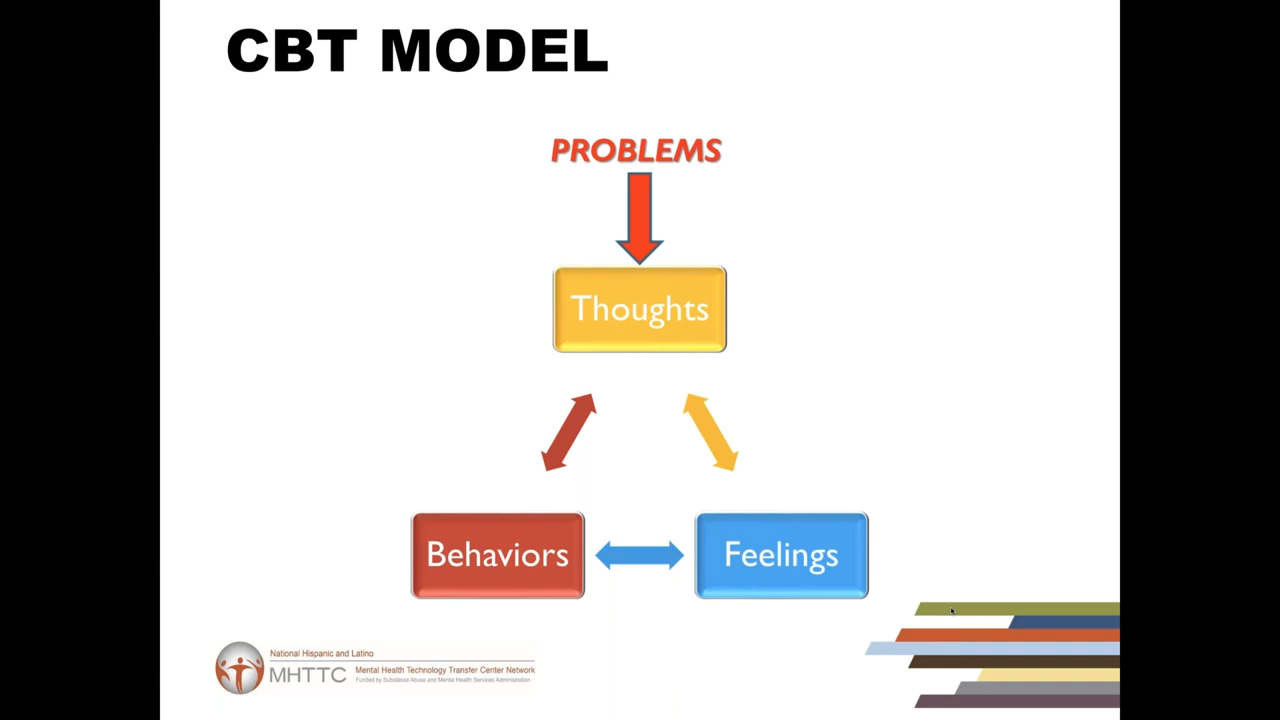 CBT MODEL
PROBLEMS
Thoughts
Behaviors
Feelings
National Hispanic and Latino
MHTTC
Mental Health Technology Transfer Center Network
Funded by Substance Abuse and Mental Health Services Administration